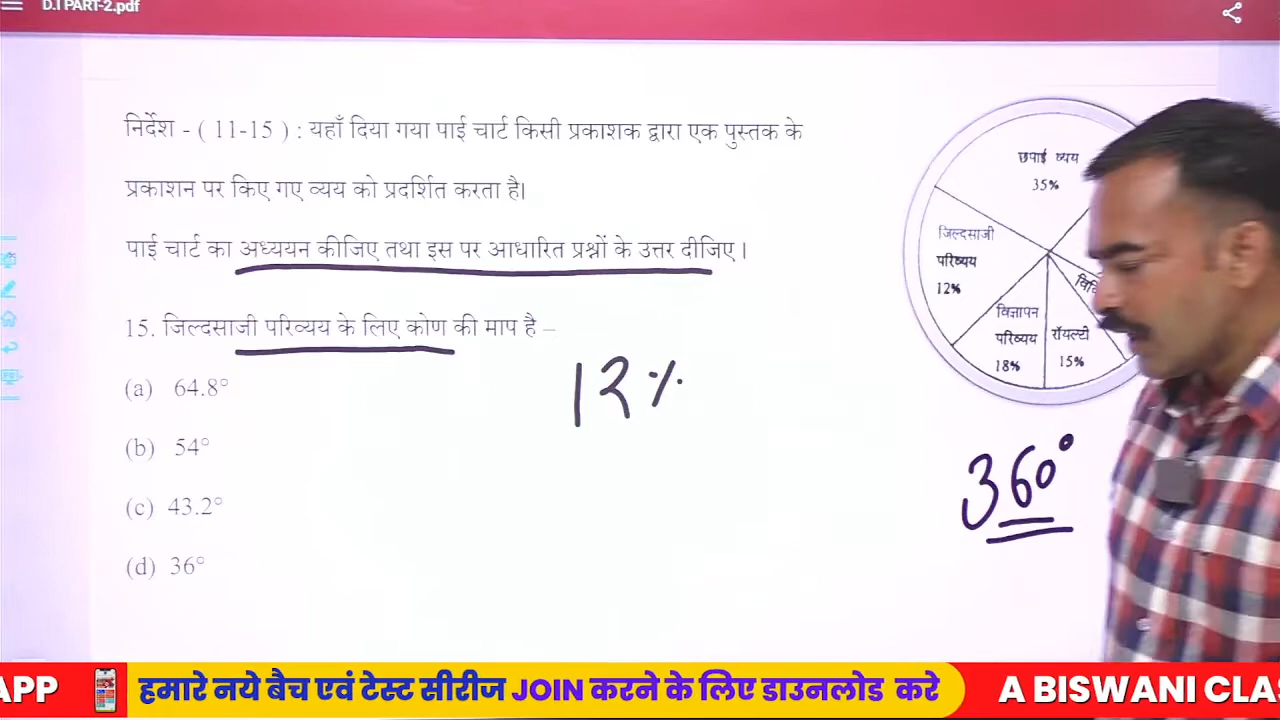 D.I PART-2.pdf
निर्देश - ( 11-15 ) : यहाँ दिया गया पाई चार्ट किसी प्रकाशक द्वारा एक पुस्तक के
प्रकाशन पर किए गए व्यय को प्रदर्शित करता है।
पाई चार्ट का अध्ययन कीजिए तथा इस पर आधारित प्रश्नों के उत्तर दीजिए ।
15. जिल्दसाजी परिव्यय के लिए कोण की माप है –
(a) 64.8°
(b) 54°
(c) 43.2°
(d) 36°
12%
छपाई व्यय
35%
जिल्दसाजी
परिव्यय
12%
विज्ञापन
परिव्यय
18%
रॉयल्टी
15%
360°
APP
हमारे नये बैच एवं टेस्ट सीरीज JOIN करने के लिए डाउनलोड करे
A BISWANI CLAS